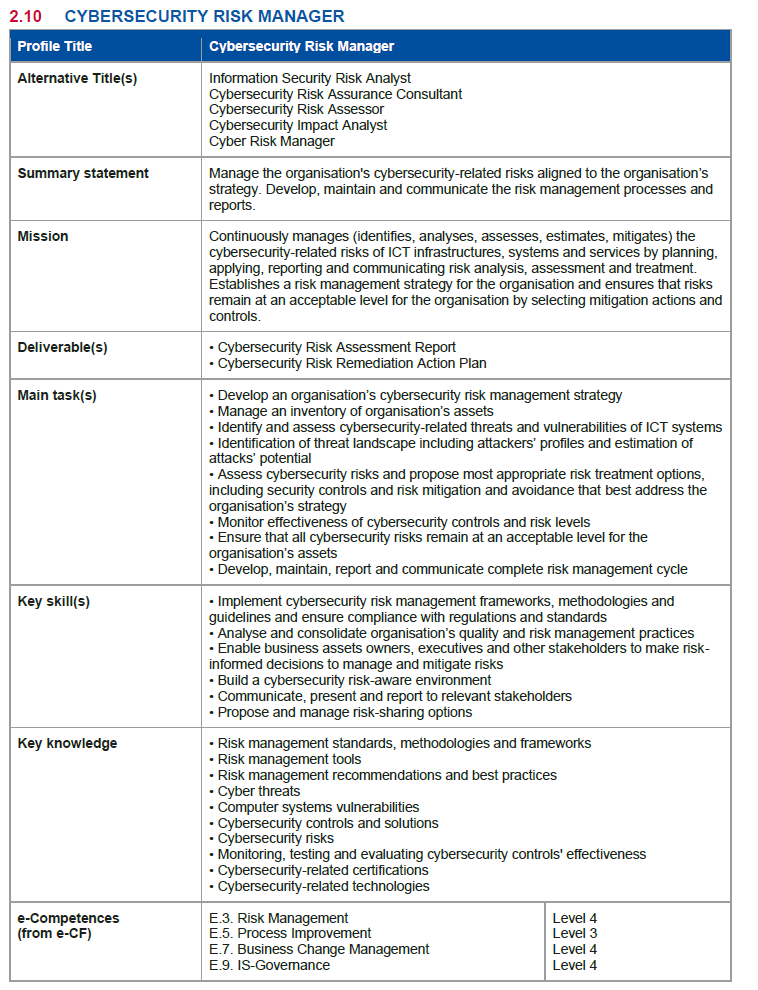 2.10 CYBERSECURITY RISK MANAGER
Profile Title Cybersecurity Risk Manager
Alternative Title(s) Information Security Risk Analyst
Cybersecurity Risk Assurance Consultant
Cybersecurity Risk Assessor
Cybersecurity Impact Analyst
Cyber Risk Manager
Summary statement Manage the organisation's cybersecurity-related risks aligned to the organisation's
strategy. Develop, maintain and communicate the risk management processes and
reports.
Mission Continuously manages (identifies, analyses, assesses, estimates, mitigates) the
cybersecurity-related risks of ICT infrastructures, systems and services by planning,
applying, reporting and communicating risk analysis, assessment and treatment.
Establishes a risk management strategy for the organisation and ensures that risks
remain at an acceptable level for the organisation by selecting mitigation actions and
controls.
Deliverable(s) • Cybersecurity Risk Assessment Report
• Cybersecurity Risk Remediation Action Plan
Main task(s) • Develop an organisation's cybersecurity risk management strategy
• Manage an inventory of organisation's assets
• Identify and assess cybersecurity-related threats and vulnerabilities of ICT systems
• Identification of threat landscape including attackers' profiles and estimation of
attacks' potential
• Assess cybersecurity risks and propose most appropriate risk treatment options,
including security controls and risk mitigation and avoidance that best address the
organisation's strategy
• Monitor effectiveness of cybersecurity controls and risk levels
• Ensure that all cybersecurity risks remain at an acceptable level for the
organisation's assets
• Develop, maintain, report and communicate complete risk management cycle
Key skill(s) • Implement cybersecurity risk management frameworks, methodologies and
guidelines and ensure compliance with regulations and standards
• Analyse and consolidate organisation's quality and risk management practices
• Enable business assets owners, executives and other stakeholders to make risk-
informed decisions to manage and mitigate risks
• Build a cybersecurity risk-aware environment
• Communicate, present and report to relevant stakeholders
• Propose and manage risk-sharing options
Key knowledge • Risk management standards, methodologies and frameworks
• Risk management tools
• Risk management recommendations and best practices
• Cyber threats
• Computer systems vulnerabilities
• Cybersecurity controls and solutions
• Cybersecurity risks
• Monitoring, testing and evaluating cybersecurity controls' effectiveness
• Cybersecurity-related certifications
• Cybersecurity-related technologies
e-Competences E.3. Risk Management Level 4
(from e-CF) E.5. Process Improvement Level 3
E.7. Business Change Management Level 4
E.9. IS-Governance Level 4